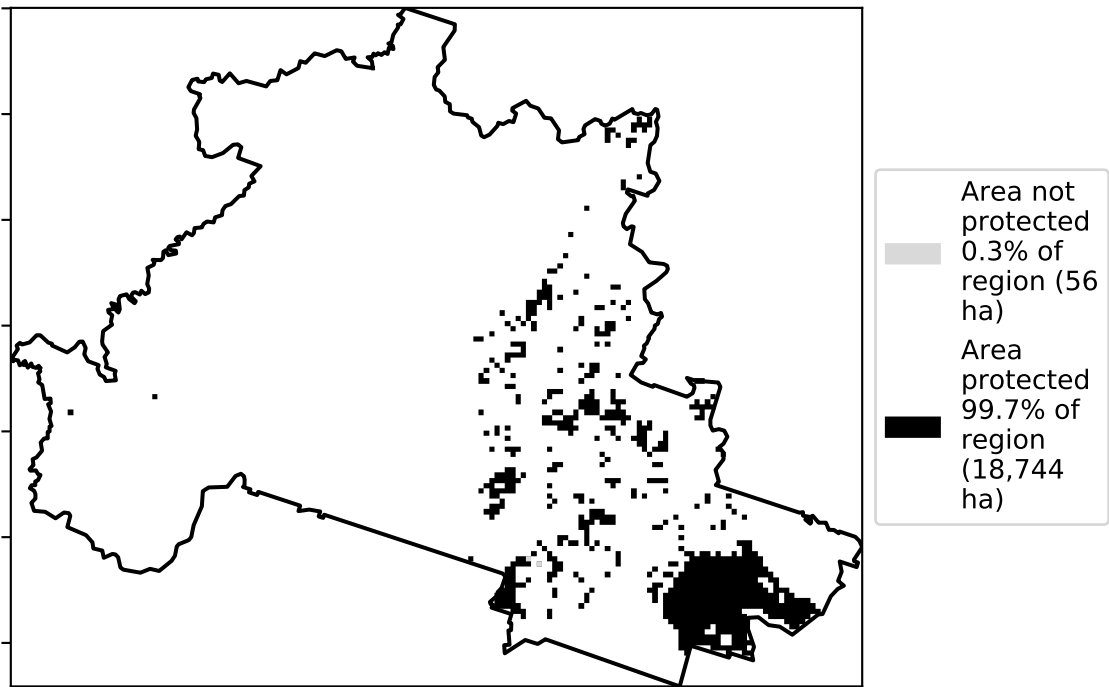 Area not
protected
0.3% of
region (56
ha)
Area
protected
99.7% of
region
(18,744
ha)